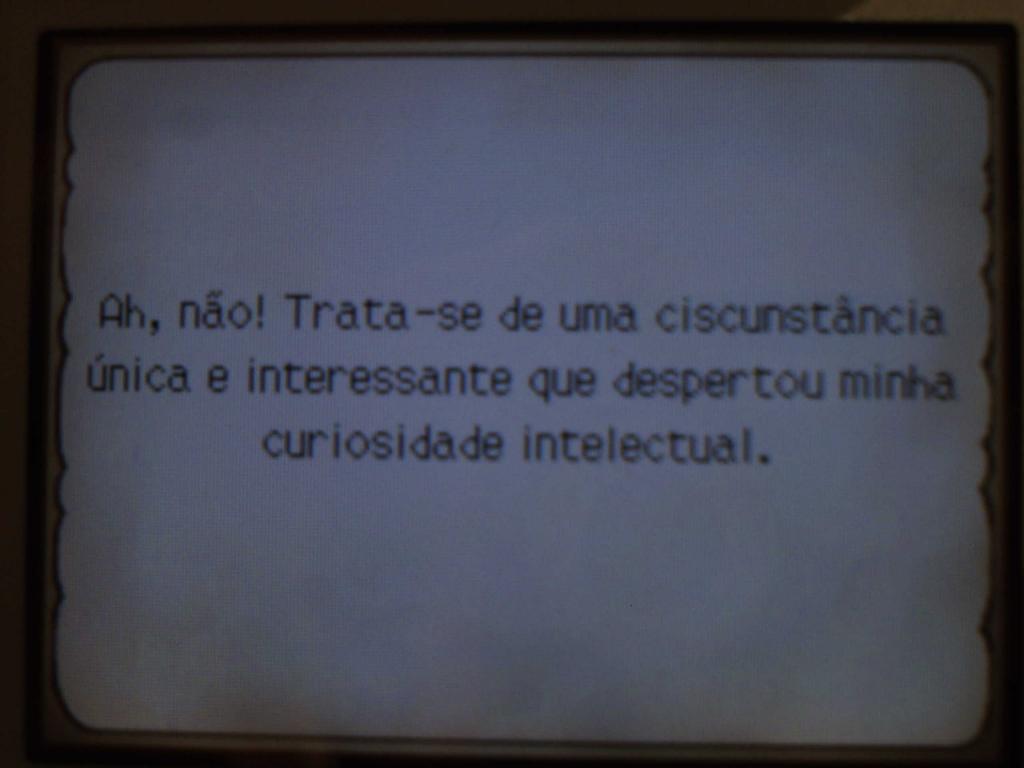 Ah, não! Trata-se de uma ciscunstância
única e interessante que despertou minha
curiosidade intelectual.